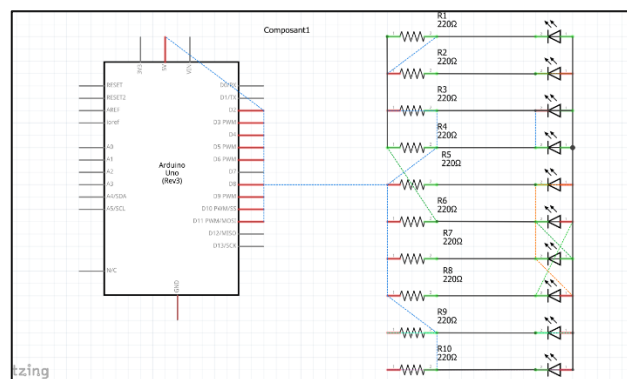 Composant1
3V3
5V
VIN
RESET
RESET2
AREF
ioref
A0
A1
A2
A3
A4/SDA
A5/SCL
N/C
Arduino
Uno
(Rev3)
D0/RX
D1/TX
D2
D3 PWM
D4
D5 PWM
D6 PWM
D7
D8
D9 PWM
D10 PWM/SS
D11 PWM/MOSI
D12/MISO
D13/SCK
GND
R1
220Ω
R2
220Ω
R3
220Ω
R4
220Ω
R5
220Ω
R6
220Ω
R7
220Ω
R8
220Ω
R9
220Ω
R10
220Ω
tzing